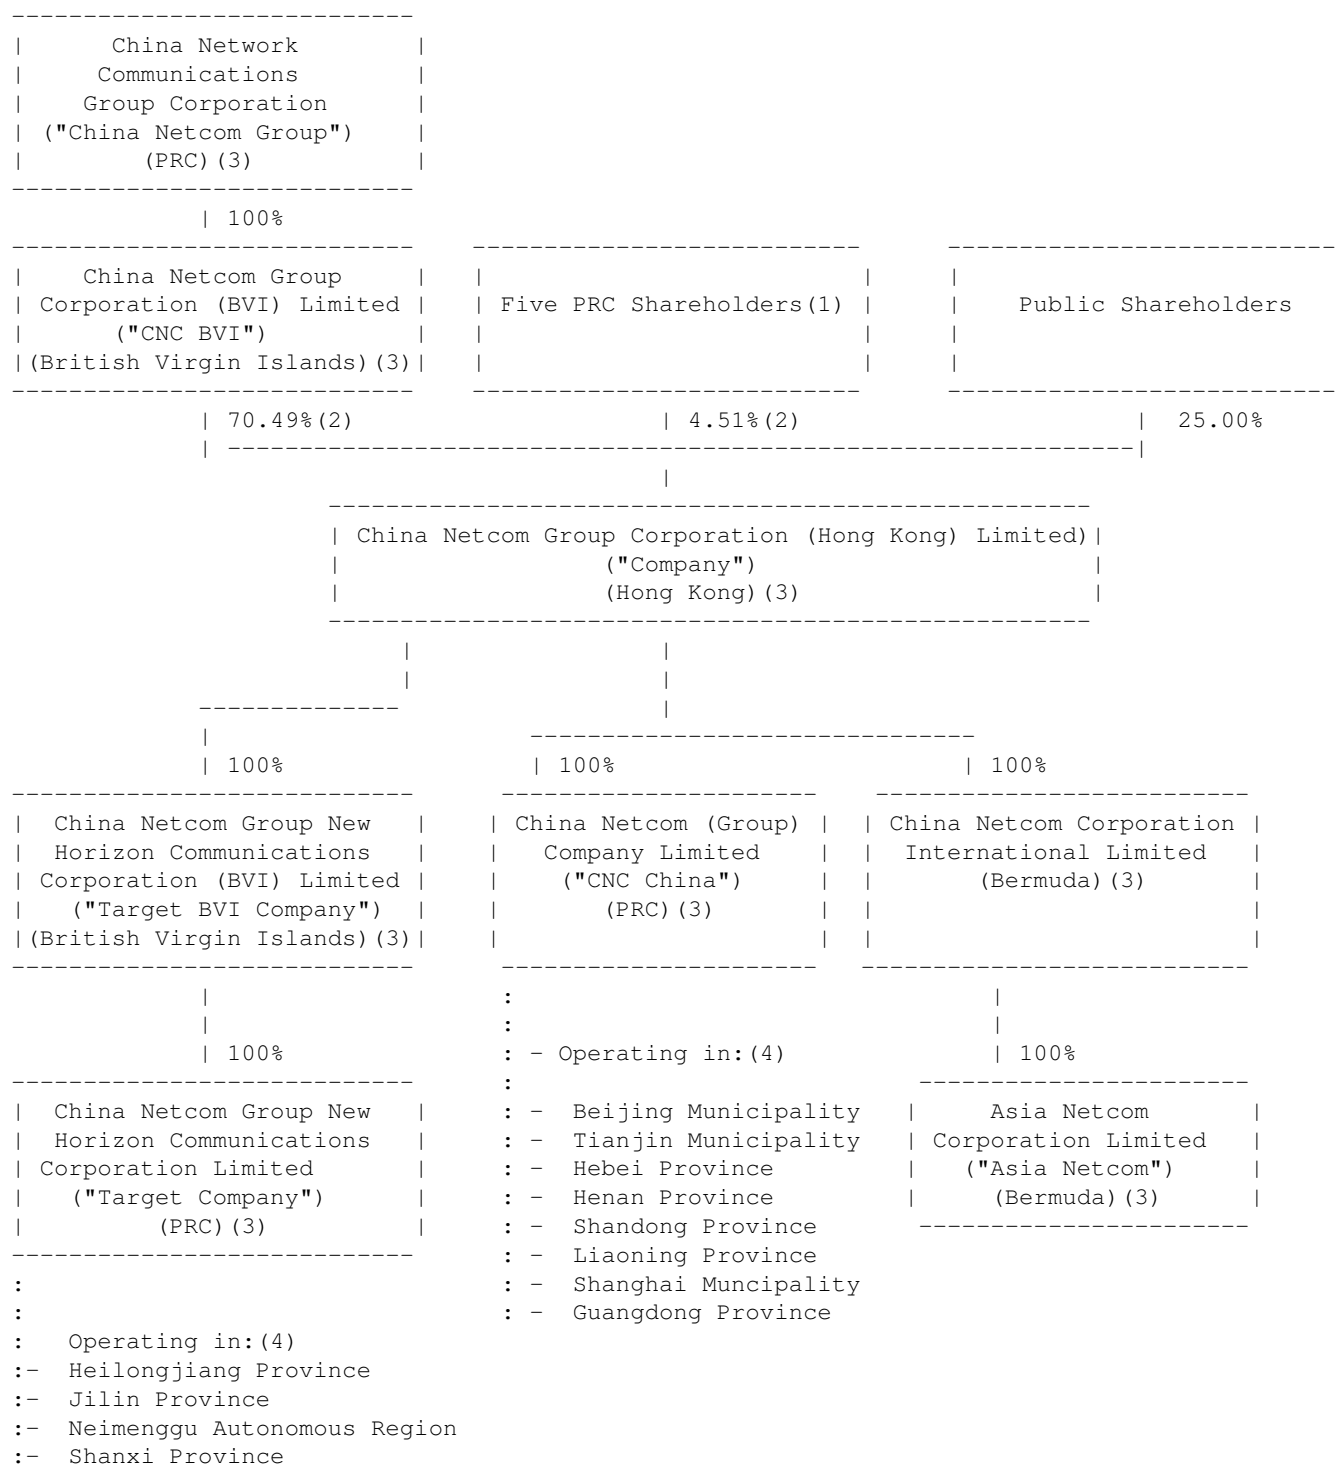 China Network
Communications
Group Corporation
("China Netcom Group")
(PRC)(3)
| 100%
China Netcom Group
Corporation (BVI) Limited
("CNC BVI")
(British Virgin Islands)(3)
Five PRC Shareholders(1)
Public Shareholders
| 70.49%(2)
| 4.51%(2)
| 25.00%
China Netcom Group Corporation (Hong Kong) Limited)
("Company")
(Hong Kong)(3)
| 100%
| 100%
| 100%
China Netcom Group New
Horizon Communications
Corporation (BVI) Limited
("Target BVI Company")
(British Virgin Islands)(3)
China Netcom (Group)
Company Limited
("CNC China")
(PRC)(3)
China Netcom Corporation
International Limited
(Bermuda)(3)
| 100%
China Netcom Group New
Horizon Communications
Corporation Limited
("Target Company")
(PRC)(3)
:   Operating in:(4)
:-  Heilongjiang Province
:-  Jilin Province
:-  Neimenggu Autonomous Region
:-  Shanxi Province
: - Operating in:(4)
: -  Beijing Municipality
: -  Tianjin Municipality
: -  Hebei Province
: -  Henan Province
: -  Shandong Province
: -  Liaoning Province
: -  Shanghai Muncipality
: -  Guangdong Province
| 100%
Asia Netcom
Corporation Limited
("Asia Netcom")
(Bermuda)(3)